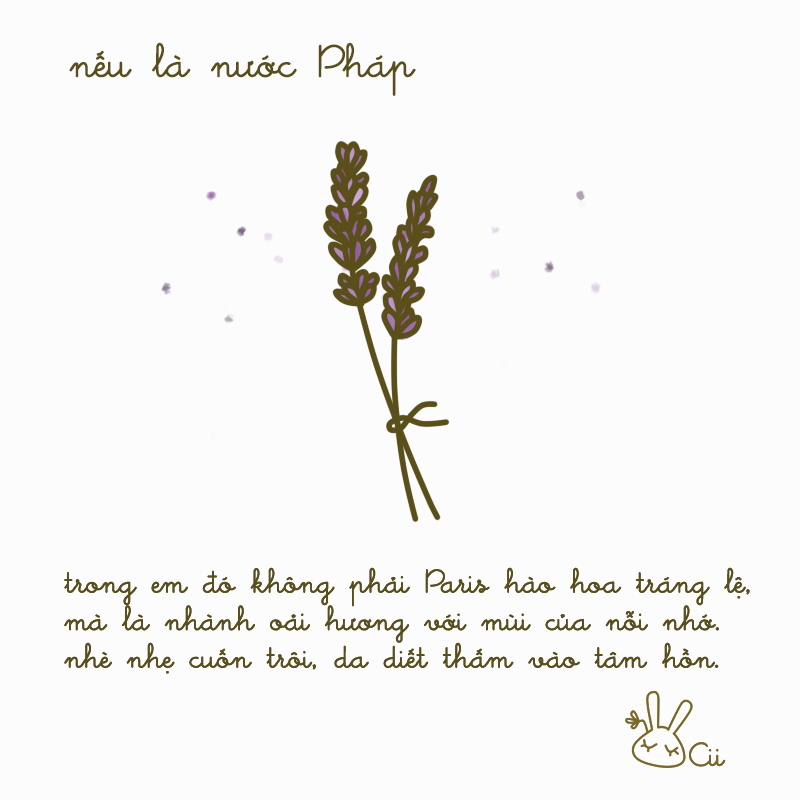 nếu là nước Pháp
trong em đó không phải Paris hào hoa tráng lệ,
mà là nhành oải hương với mùi của nỗi nhớ.
nhè nhẹ cuốn trôi, da diết thấm vào tâm hồn.
Cii